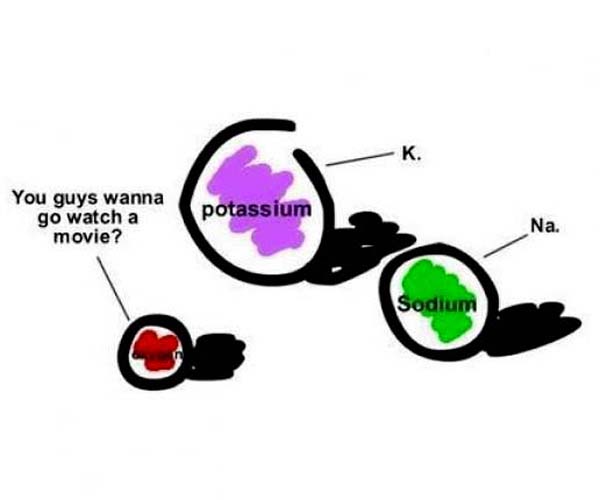 You guys wanna
go watch a
movie?
potassium
K.
Sodium
Na.